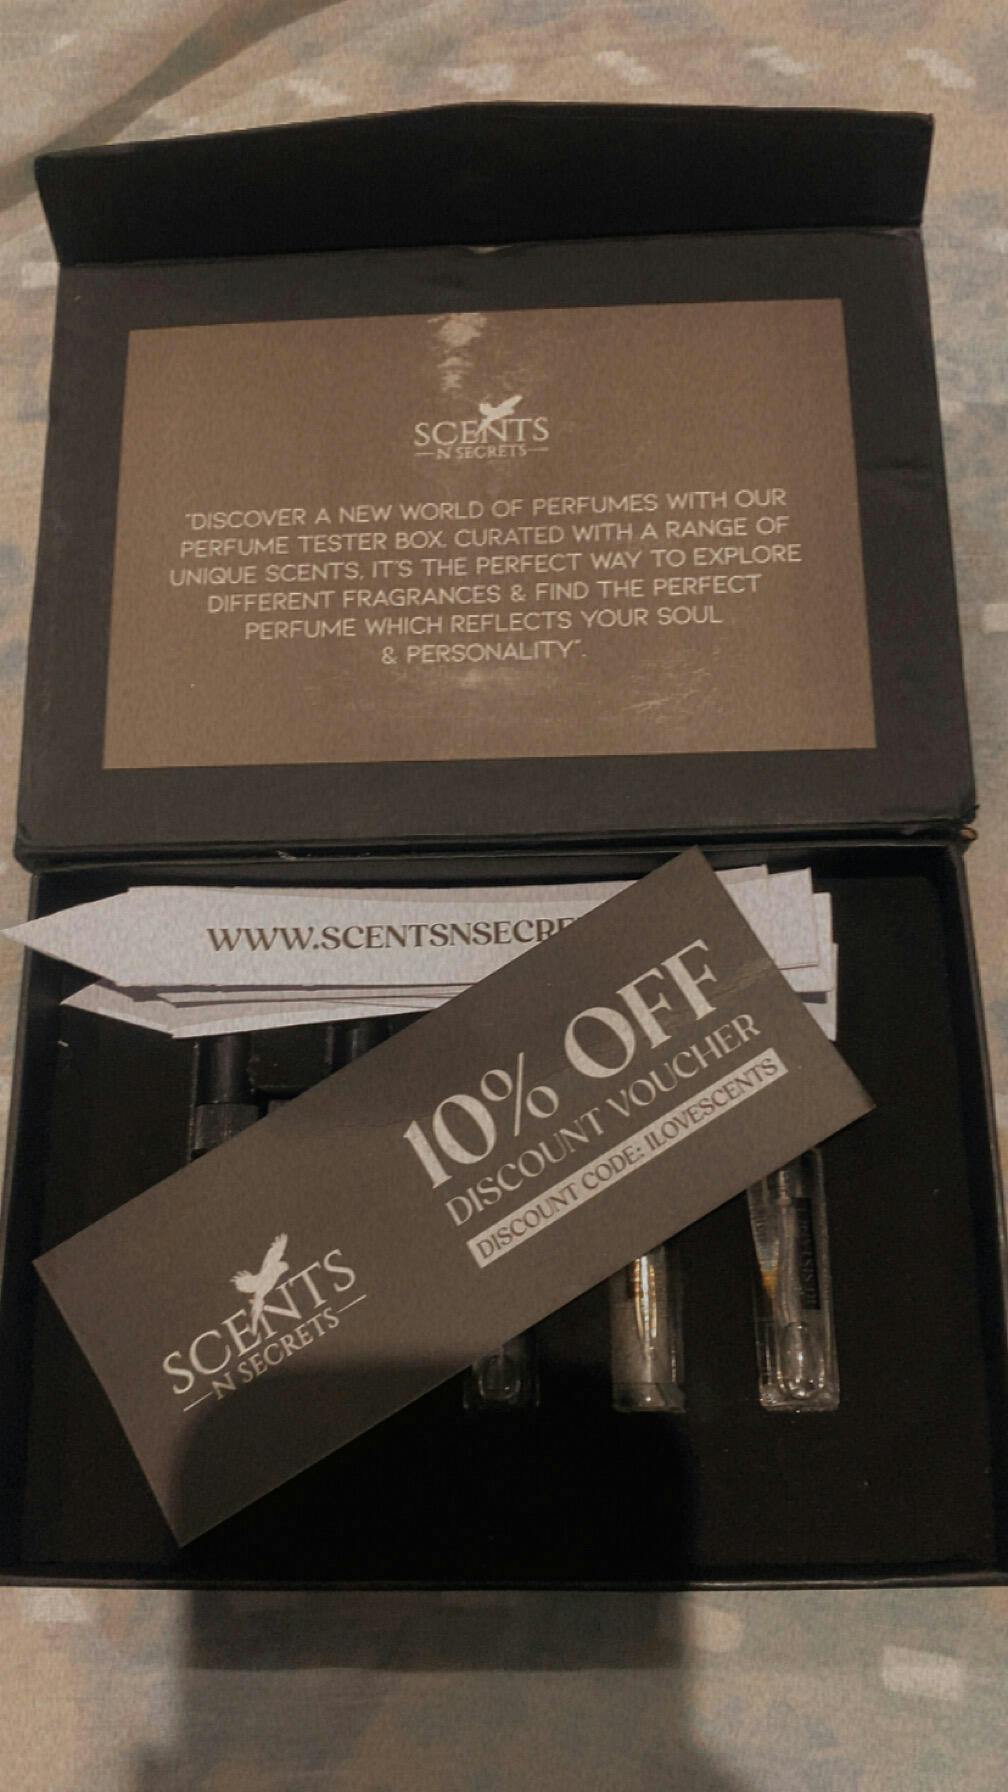 SCENTS
N SECRETS
"DISCOVER A NEW WORLD OF PERFUMES WITH OUR
PERFUME TESTER BOX. CURATED WITH A RANGE OF
UNIQUE SCENTS, IT'S THE PERFECT WAY TO EXPLORE
DIFFERENT FRAGRANCES & FIND THE PERFECT
PERFUME WHICH REFLECTS YOUR SOUL
& PERSONALITY".
10% OFF
DISCOUNT VOUCHER
DISCOUNT CODE: ILOVESCENTS
SCENTS
N SECRETS